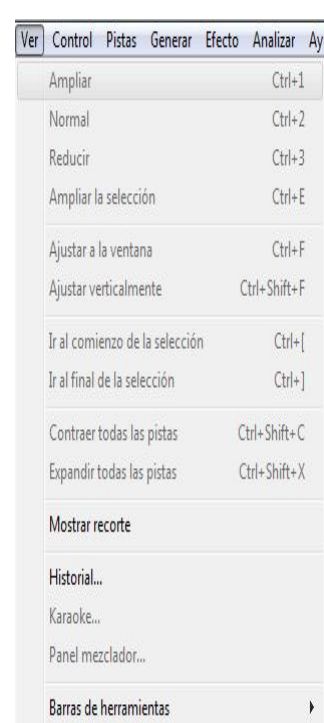 Ver Control Pistas Generar Efecto Analizar Ay
Ampliar Ctrl+1
Normal Ctrl+2
Reducir Ctrl+3
Ampliar la selección Ctrl+E
Ajustar a la ventana Ctrl+F
Ajustar verticalmente Ctrl+Shift+F
Ir al comienzo de la selección Ctrl+[
Ir al final de la selección Ctrl+]
Contraer todas las pistas Ctrl+Shift+C
Expandir todas las pistas Ctrl+Shift+X
Mostrar recorte
Historial...
Karaoke...
Panel mezclador...
Barras de herramientas